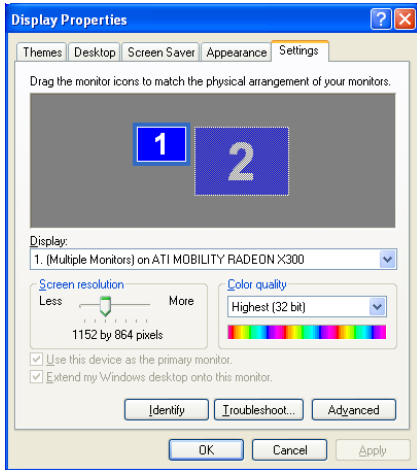 Display Properties
Themes Desktop Screen Saver Appearance Settings
Drag the monitor icons to match the physical arrangement of your monitors.
1 2
Display:
1. (Multiple Monitors) on ATI MOBILITY RADEON X300
Screen resolution
Less More
1152 by 864 pixels
Color quality
Highest (32 bit)
Use this device as the primary monitor.
Extend my Windows desktop onto this monitor.
Identify Troubleshoot... Advanced
OK Cancel Apply